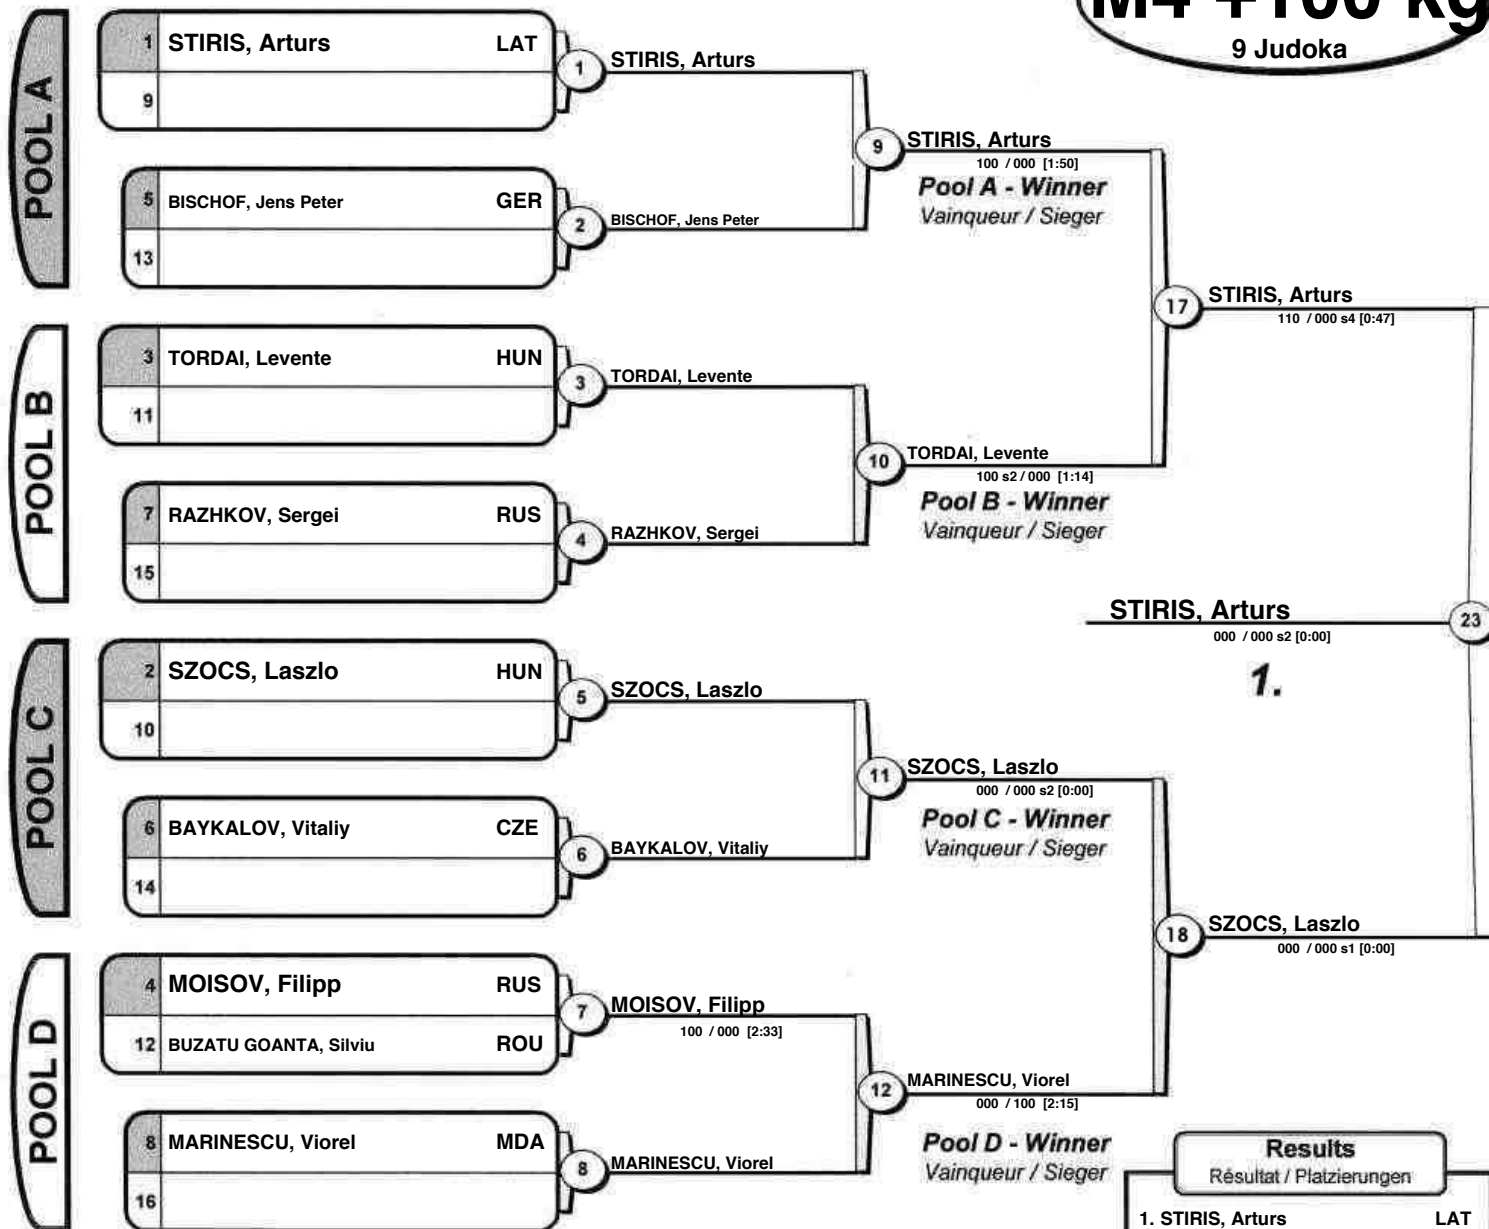 M4 +100 kg
9 Judoka
POOL A
1 STIRIS, Arturs LAT
9
5 BISCHOF, Jens Peter GER
13
1 STIRIS, Arturs
2 BISCHOF, Jens Peter
9 STIRIS, Arturs
100 / 000 [1:50]
Pool A - Winner
Vainqueur / Sieger
POOL B
3 TORDAI, Levente HUN
11
7 RAZHKOV, Sergei RUS
15
3 TORDAI, Levente
4 RAZHKOV, Sergei
10 TORDAI, Levente
100 s2 / 000 [1:14]
Pool B - Winner
Vainqueur / Sieger
17 STIRIS, Arturs
110 / 000 s4 [0:47]
STIRIS, Arturs 23
000 / 000 s2 [0:00]
1.
POOL C
2 SZOCS, Laszlo HUN
10
6 BAYKALOV, Vitaliy CZE
14
5 SZOCS, Laszlo
6 BAYKALOV, Vitaliy
11 SZOCS, Laszlo
000 / 000 s2 [0:00]
Pool C - Winner
Vainqueur / Sieger
18 SZOCS, Laszlo
000 / 000 s1 [0:00]
POOL D
4 MOISOV, Filipp RUS
12 BUZATU GOANTA, Silviu ROU
8 MARINESCU, Viorel MDA
16
7 MOISOV, Filipp
100 / 000 [2:33]
8 MARINESCU, Viorel
12 MARINESCU, Viorel
000 / 100 [2:15]
Pool D - Winner
Vainqueur / Sieger
Results
Résultat / Platzierungen
1. STIRIS, Arturs LAT